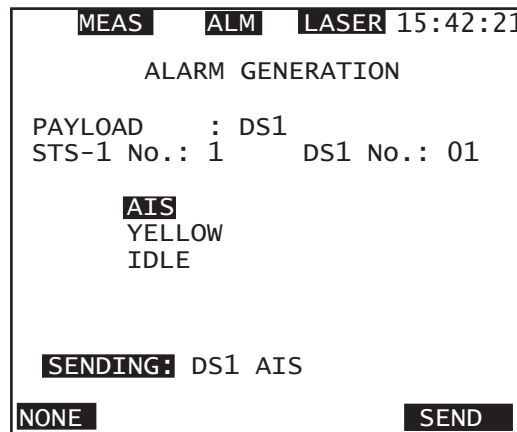 MEAS ALM LASER 15:42:21
ALARM GENERATION
PAYLOAD : DS1
STS-1 No.: 1 DS1 No.: 01
AIS
YELLOW
IDLE
SENDING: DS1 AIS
NONE SEND